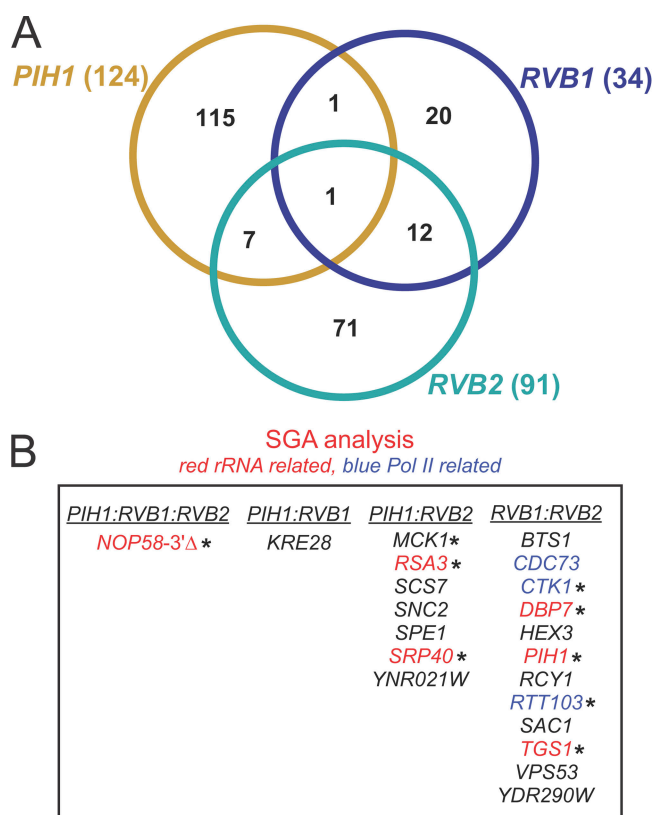 A
PIH1 (124)
RVB1 (34)
115
1
20
1
7
12
71
RVB2 (91)
B
SGA analysis
red rRNA related, blue Pol II related
PIH1:RVB1:RVB2
NOP58-3'Δ*
PIH1:RVB1
KRE28
PIH1:RVB2
MCK1*
RSA3*
SCS7
SNC2
SPE1
SRP40*
YNR021W
RVB1:RVB2
BTS1
CDC73
CTK1*
DBP7*
HEX3
PIH1*
RCY1
RTT103*
SAC1
TGS1*
VPS53
YDR290W